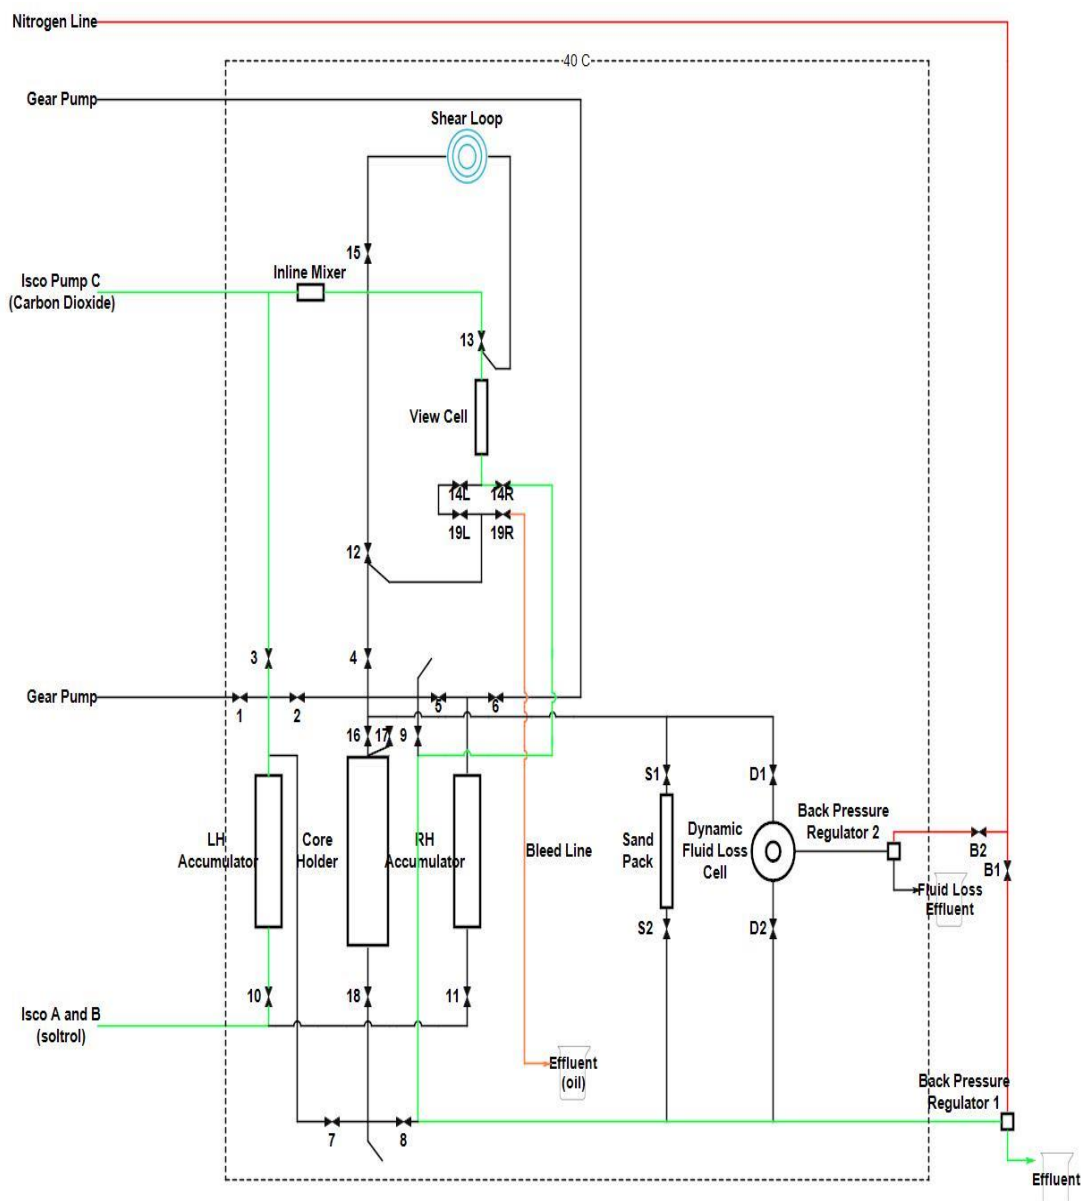 Nitrogen Line
40 C
Gear Pump
Shear Loop
15
Inline Mixer
Isco Pump C
(Carbon Dioxide)
13
View Cell
14L
14R
19L
19R
12
3
4
Gear Pump
1
2
5
6
16
17
9
S1
D1
LH
Accumulator
Core
Holder
RH
Accumulator
Bleed Line
Sand
Pack
Dynamic
Fluid Loss
Cell
Back Pressure
Regulator 2
B2
B1
Fluid Loss
Effluent
S2
D2
10
18
11
Isco A and B
(soltrol)
Effluent
(oil)
Back Pressure
Regulator 1
7
8
Effluent